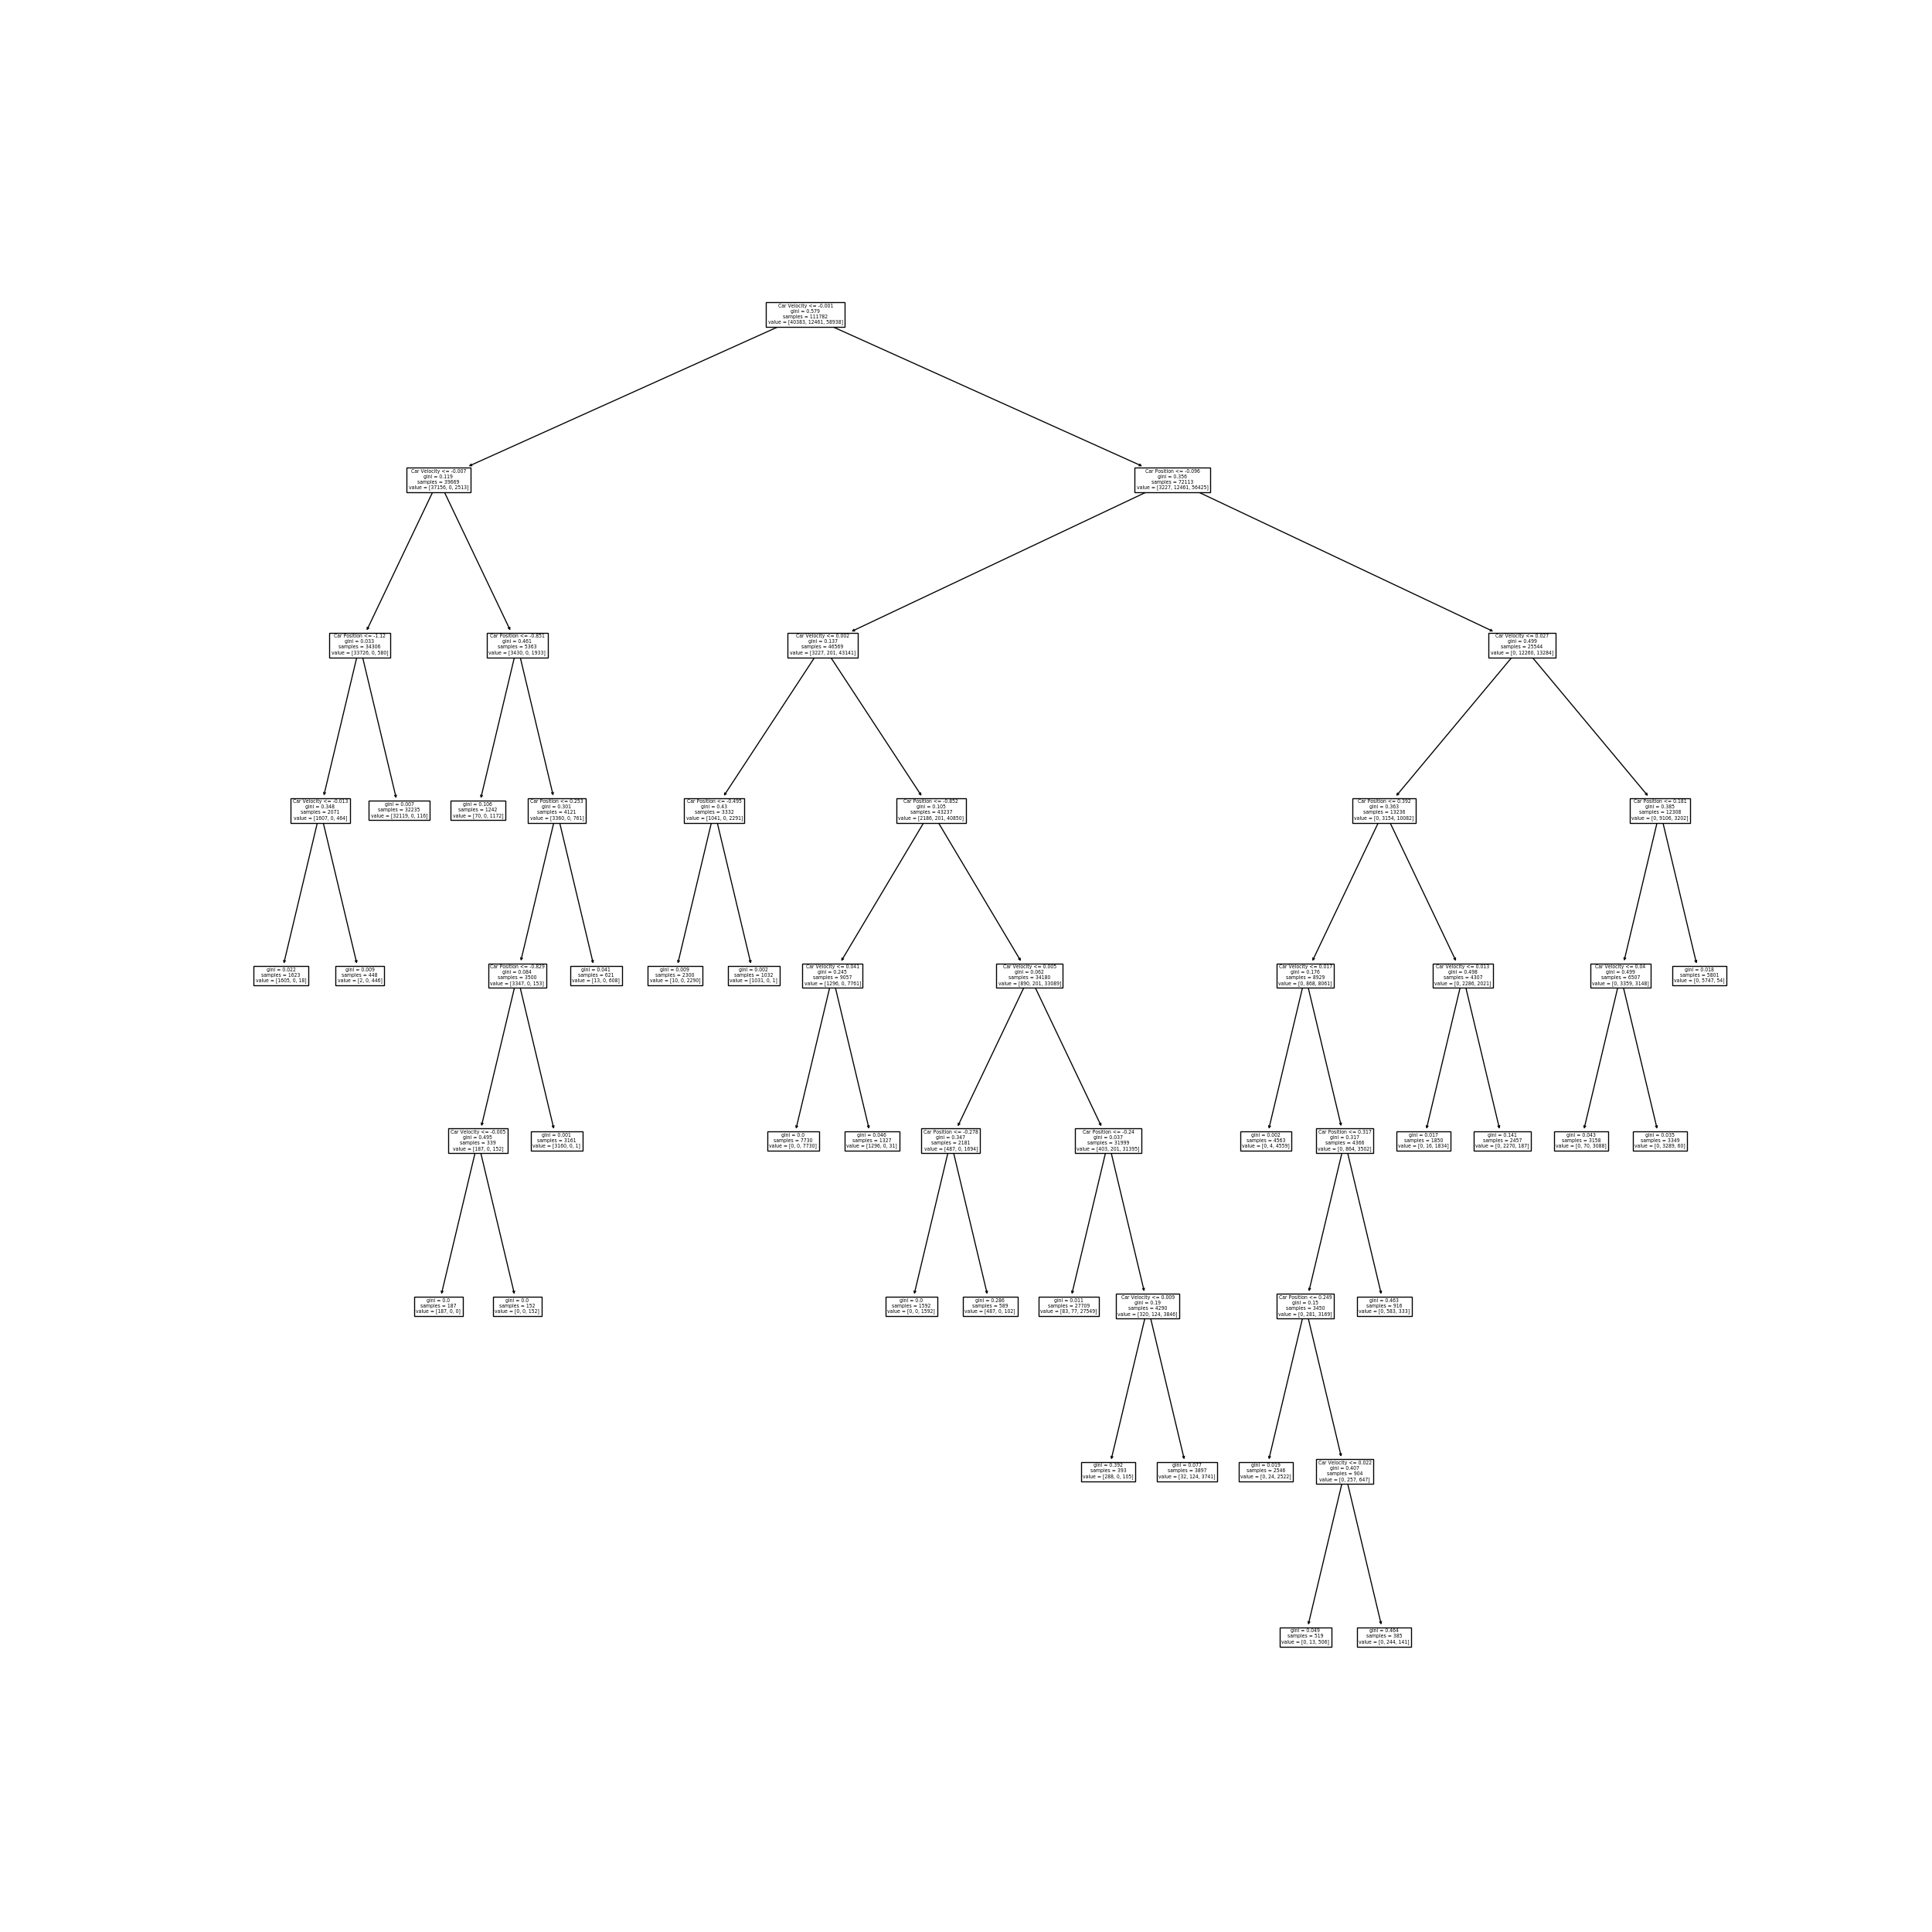 Car Velocity <= -0.001
gini = 0.579
samples = 111782
value = [40383, 12461, 58938]
Car Velocity <= -0.007
gini = 0.119
samples = 39669
value = [37156, 0, 2513]
Car Position <= -0.096
gini = 0.356
samples = 72113
value = [3227, 12461, 56425]
Car Position <= -1.12
gini = 0.033
samples = 34306
value = [33726, 0, 580]
Car Position <= -0.851
gini = 0.461
samples = 5363
value = [3430, 0, 1933]
Car Velocity <= 0.002
gini = 0.137
samples = 46569
value = [3227, 201, 43141]
Car Velocity <= 0.027
gini = 0.499
samples = 25544
value = [0, 12260, 13284]
Car Velocity <= -0.013
gini = 0.348
samples = 2071
value = [1607, 0, 464]
gini = 0.007
samples = 32235
value = [32119, 0, 116]
gini = 0.106
samples = 1242
value = [70, 0, 1172]
Car Position <= 0.253
gini = 0.301
samples = 4121
value = [3360, 0, 761]
Car Position <= -0.495
gini = 0.43
samples = 3332
value = [1041, 0, 2291]
Car Position <= -0.852
gini = 0.105
samples = 43237
value = [2186, 201, 40850]
Car Position <= 0.392
gini = 0.363
samples = 13236
value = [0, 3154, 10082]
Car Position <= 0.181
gini = 0.385
samples = 12308
value = [0, 9106, 3202]
gini = 0.022
samples = 1623
value = [1605, 0, 18]
gini = 0.009
samples = 448
value = [2, 0, 446]
Car Position <= -0.829
gini = 0.084
samples = 3500
value = [3347, 0, 153]
gini = 0.041
samples = 621
value = [13, 0, 608]
gini = 0.009
samples = 2300
value = [10, 0, 2290]
gini = 0.002
samples = 1032
value = [1031, 0, 1]
Car Velocity <= 0.041
gini = 0.245
samples = 9057
value = [1296, 0, 7761]
Car Velocity <= 0.005
gini = 0.062
samples = 34180
value = [890, 201, 33089]
Car Velocity <= 0.017
gini = 0.176
samples = 8929
value = [0, 868, 8061]
Car Velocity <= 0.013
gini = 0.498
samples = 4307
value = [0, 2286, 2021]
Car Velocity <= 0.04
gini = 0.499
samples = 6507
value = [0, 3359, 3148]
gini = 0.018
samples = 5801
value = [0, 5747, 54]
Car Velocity <= -0.005
gini = 0.495
samples = 339
value = [187, 0, 152]
gini = 0.001
samples = 3161
value = [3160, 0, 1]
gini = 0.0
samples = 7730
value = [0, 0, 7730]
gini = 0.046
samples = 1327
value = [1296, 0, 31]
Car Position <= -0.278
gini = 0.347
samples = 2181
value = [487, 0, 1694]
Car Position <= -0.24
gini = 0.037
samples = 31999
value = [403, 201, 31395]
gini = 0.002
samples = 4563
value = [0, 4, 4559]
Car Position <= 0.317
gini = 0.317
samples = 4366
value = [0, 864, 3502]
gini = 0.017
samples = 1850
value = [0, 16, 1834]
gini = 0.141
samples = 2457
value = [0, 2270, 187]
gini = 0.043
samples = 3158
value = [0, 70, 3088]
gini = 0.035
samples = 3349
value = [0, 3289, 60]
gini = 0.0
samples = 187
value = [187, 0, 0]
gini = 0.0
samples = 152
value = [0, 0, 152]
gini = 0.0
samples = 1592
value = [0, 0, 1592]
gini = 0.286
samples = 589
value = [487, 0, 102]
gini = 0.011
samples = 27709
value = [83, 77, 27549]
Car Velocity <= 0.009
gini = 0.19
samples = 4290
value = [320, 124, 3846]
Car Position <= 0.249
gini = 0.15
samples = 3450
value = [0, 281, 3169]
gini = 0.463
samples = 916
value = [0, 583, 333]
gini = 0.392
samples = 393
value = [288, 0, 105]
gini = 0.077
samples = 3897
value = [32, 124, 3741]
gini = 0.019
samples = 2546
value = [0, 24, 2522]
Car Velocity <= 0.022
gini = 0.407
samples = 904
value = [0, 257, 647]
gini = 0.049
samples = 519
value = [0, 13, 506]
gini = 0.464
samples = 385
value = [0, 244, 141]